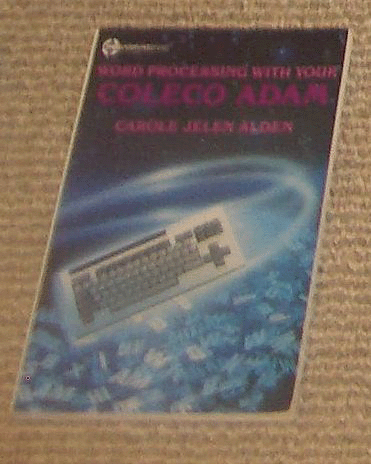 WORD PROCESSING WITH YOUR
COLECO ADAM
CAROLE JELEN ALDEN